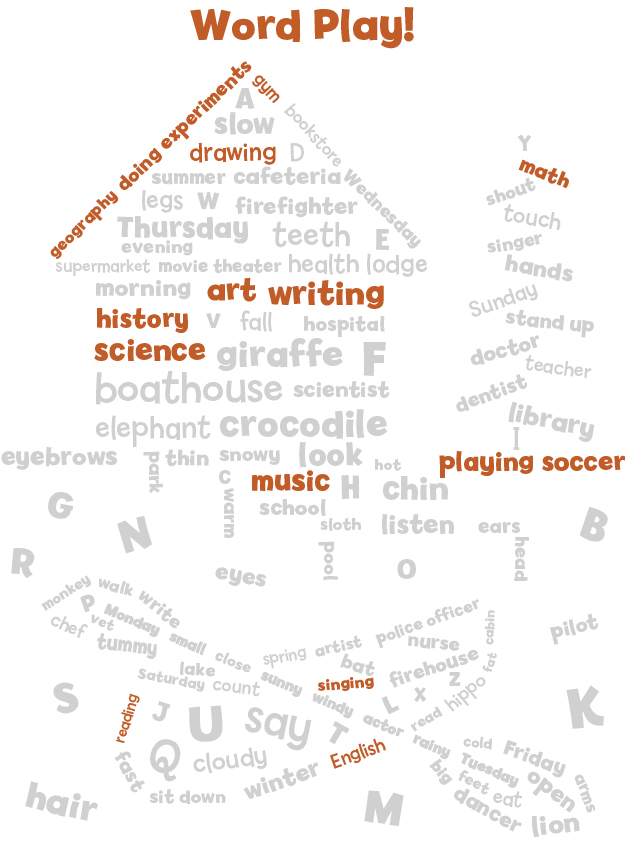 Word Play!
geography doing experiments
gym
A
slow
bookstore
drawing D
summer cafeteria
Wednesday
legs W firefighter
Thursday teeth E
evening
supermarket movie theater health lodge
morning art writing
history V fall hospital
science giraffe F
boathouse scientist
elephant crocodile
Y
math
shout
touch
singer
hands
Sunday
stand up
doctor
teacher
dentist
library
I
eyebrows park thin snowy look hot playing soccer
C warm music H chin
school
sloth listen ears
G
N
B
R
eyes pool O head
monkey walk write
P Monday
chef vet
tummy small
close spring artist police officer cabin
pilot
bat nurse
lake
Saturday count sunny singing firehouse fat
windy L X Z
S
reading J U say T actor read hippo
K
Q cloudy English rainy cold Friday
fast winter big Tuesday open arms
feet
sit down dancer eat
hair M lion